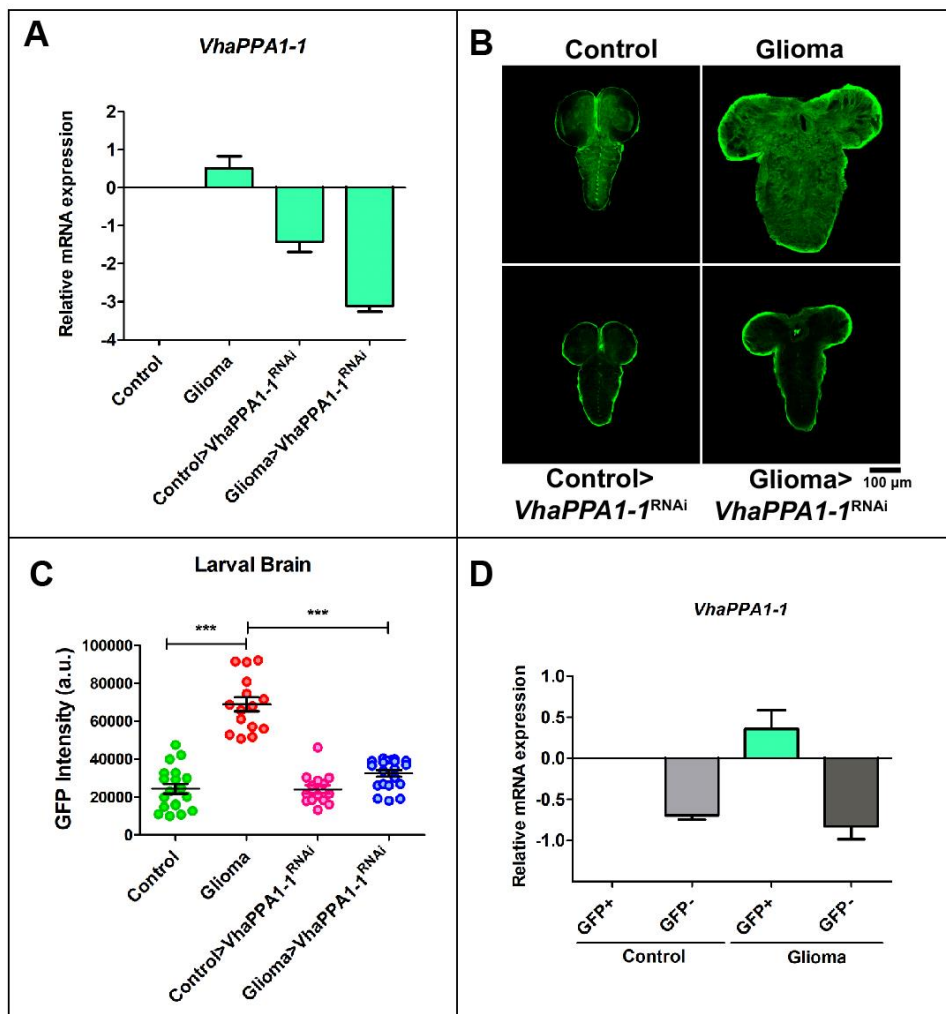 A
VhaPPA1-1
Relative mRNA expression
2
1
0
-1
-2
-3
-4
Control
Glioma
Control>VhaPPA1-1RNAi
Glioma>VhaPPA1-1RNAi
B
Control
Glioma
Control>
VhaPPA1-1RNAi
Glioma>
VhaPPA1-1RNAi
100 µm
C
Larval Brain
***
***
GFP Intensity (a.u.)
100000
80000
60000
40000
20000
0
Control
Glioma
Control>VhaPPA1-1RNAi
Glioma>VhaPPA1-1RNAi
D
VhaPPA1-1
Relative mRNA expression
1.0
0.5
0.0
-0.5
-1.0
GFP+
GFP-
GFP+
GFP-
Control
Glioma